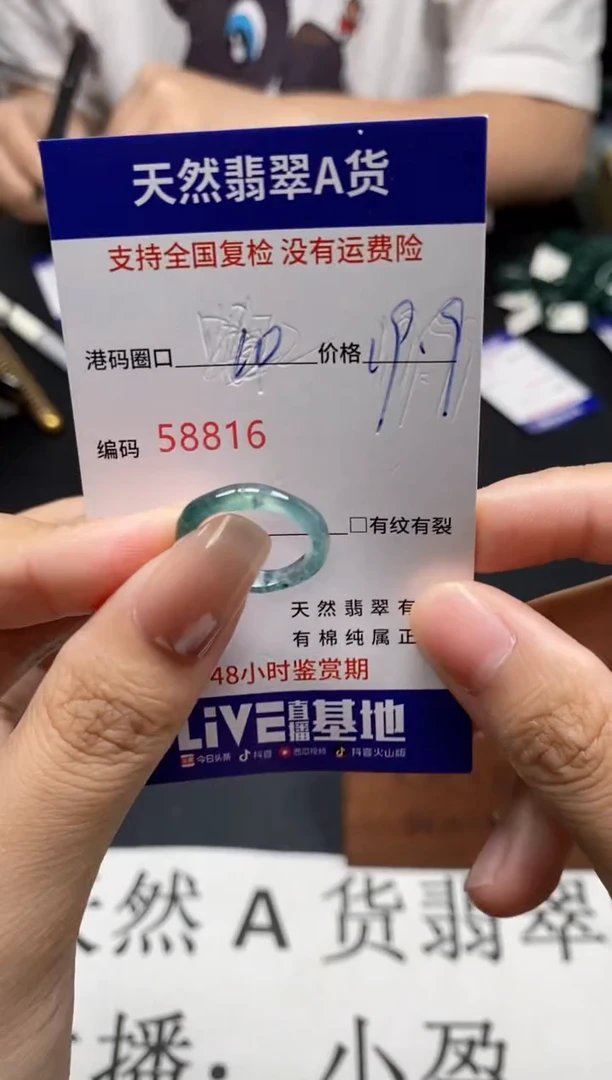 天然翡翠A货
支持全国复检 没有运费险
港码圈口 价格 19.9
编码 58816
□有纹有裂
天然翡翠有
有棉纯属正
48小时鉴赏期
LiVE直播基地
今日头条 抖音 西瓜视频 抖音火山版
然 A 货翡翠
播：小盈